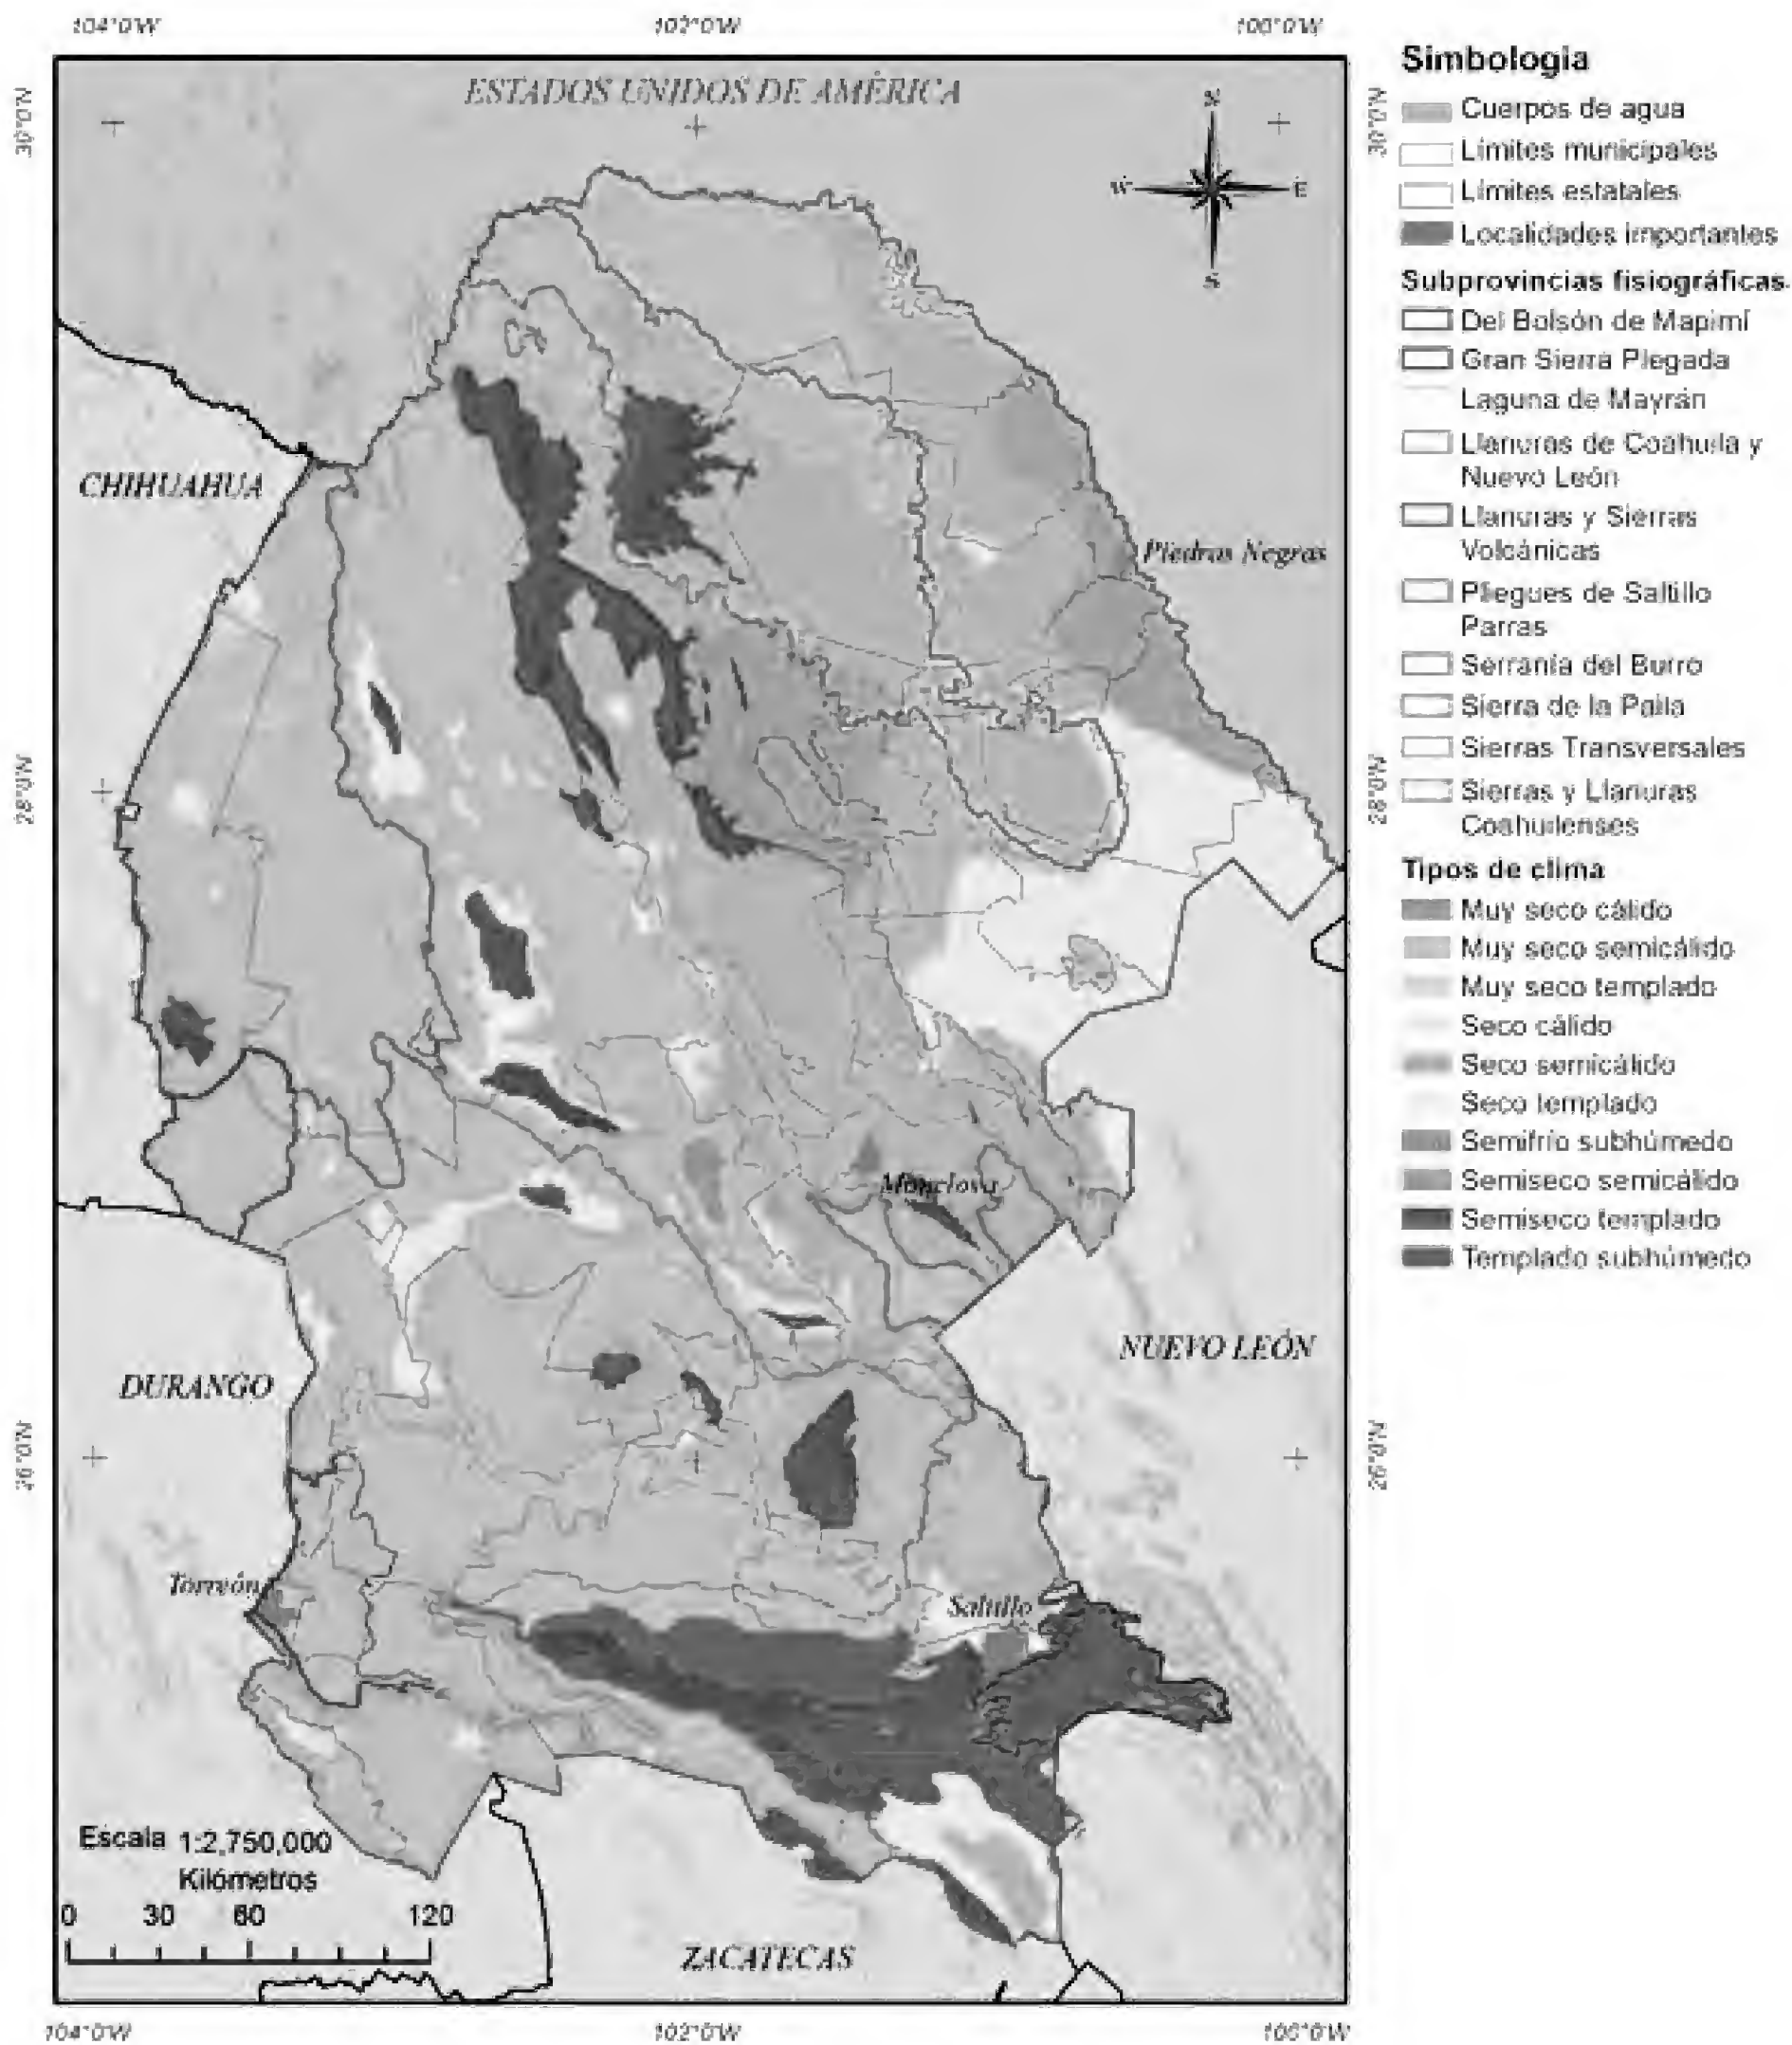 104°0'W 102°0'W 100°0'W
30°0'N
30°0'N
ESTADOS UNIDOS DE AMÉRICA
N
W E
S
CHIHUAHUA
Piedras Negras
28°0'N
28°0'N
Monclova
NUEVO LEÓN
DURANGO
26°0'N
26°0'N
Torreón
Saltillo
Escala 1:2,750,000
Kilómetros
0 30 60 120
ZACATECAS
104°0'W 102°0'W 100°0'W
Simbología
Cuerpos de agua
Límites municipales
Límites estatales
Localidades importantes
Subprovincias fisiográficas
Del Bolsón de Mapimí
Gran Sierra Plegada
Laguna de Mayrán
Llanuras de Coahuila y
Nuevo León
Llanuras y Sierras
Volcánicas
Pliegues de Saltillo
Parras
Serranía del Burro
Sierra de la Paila
Sierras Transversales
Sierras y Llanuras
Coahuilenses
Tipos de clima
Muy seco cálido
Muy seco semicálido
Muy seco templado
Seco cálido
Seco semicálido
Seco templado
Semifrío subhúmedo
Semiseco semicálido
Semiseco templado
Templado subhúmedo